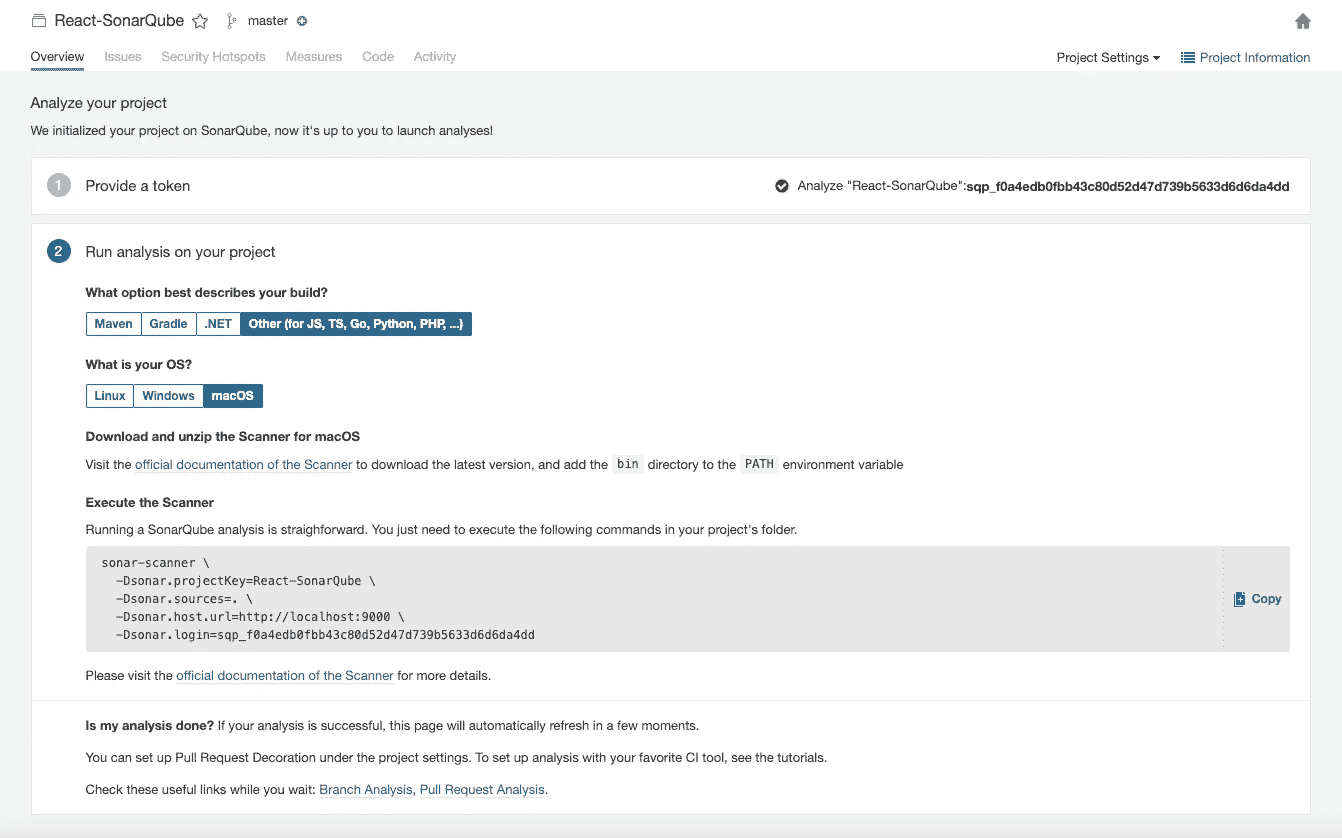 React-SonarQube master
Overview Issues Security Hotspots Measures Code Activity Project Settings Project Information
Analyze your project
We initialized your project on SonarQube, now it's up to you to launch analyses!
1 Provide a token Analyze "React-SonarQube":sqp_f0a4edb0fbb43c80d52d47d739b5633d6d6da4dd
2 Run analysis on your project
What option best describes your build?
Maven Gradle .NET Other (for JS, TS, Go, Python, PHP, ...)
What is your OS?
Linux Windows macOS
Download and unzip the Scanner for macOS
Visit the official documentation of the Scanner to download the latest version, and add the bin directory to the PATH environment variable
Execute the Scanner
Running a SonarQube analysis is straighforward. You just need to execute the following commands in your project's folder.
sonar-scanner \
-Dsonar.projectKey=React-SonarQube \
-Dsonar.sources=. \
-Dsonar.host.url=http://localhost:9000 \
-Dsonar.login=sqp_f0a4edb0fbb43c80d52d47d739b5633d6d6da4dd
Copy
Please visit the official documentation of the Scanner for more details.
Is my analysis done? If your analysis is successful, this page will automatically refresh in a few moments.
You can set up Pull Request Decoration under the project settings. To set up analysis with your favorite CI tool, see the tutorials.
Check these useful links while you wait: Branch Analysis, Pull Request Analysis.